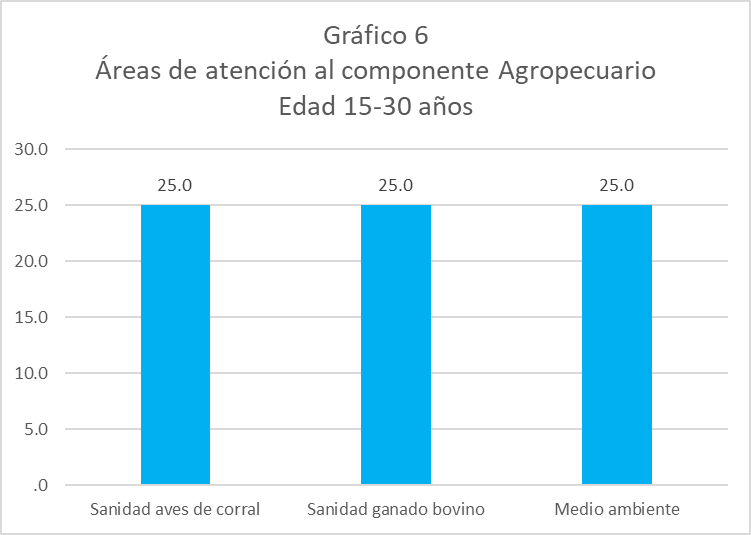 Gráfico 6
Áreas de atención al componente Agropecuario
Edad 15-30 años
30.0
25.0
20.0
15.0
10.0
5.0
.0
25.0 25.0 25.0
Sanidad aves de corral Sanidad ganado bovino Medio ambiente